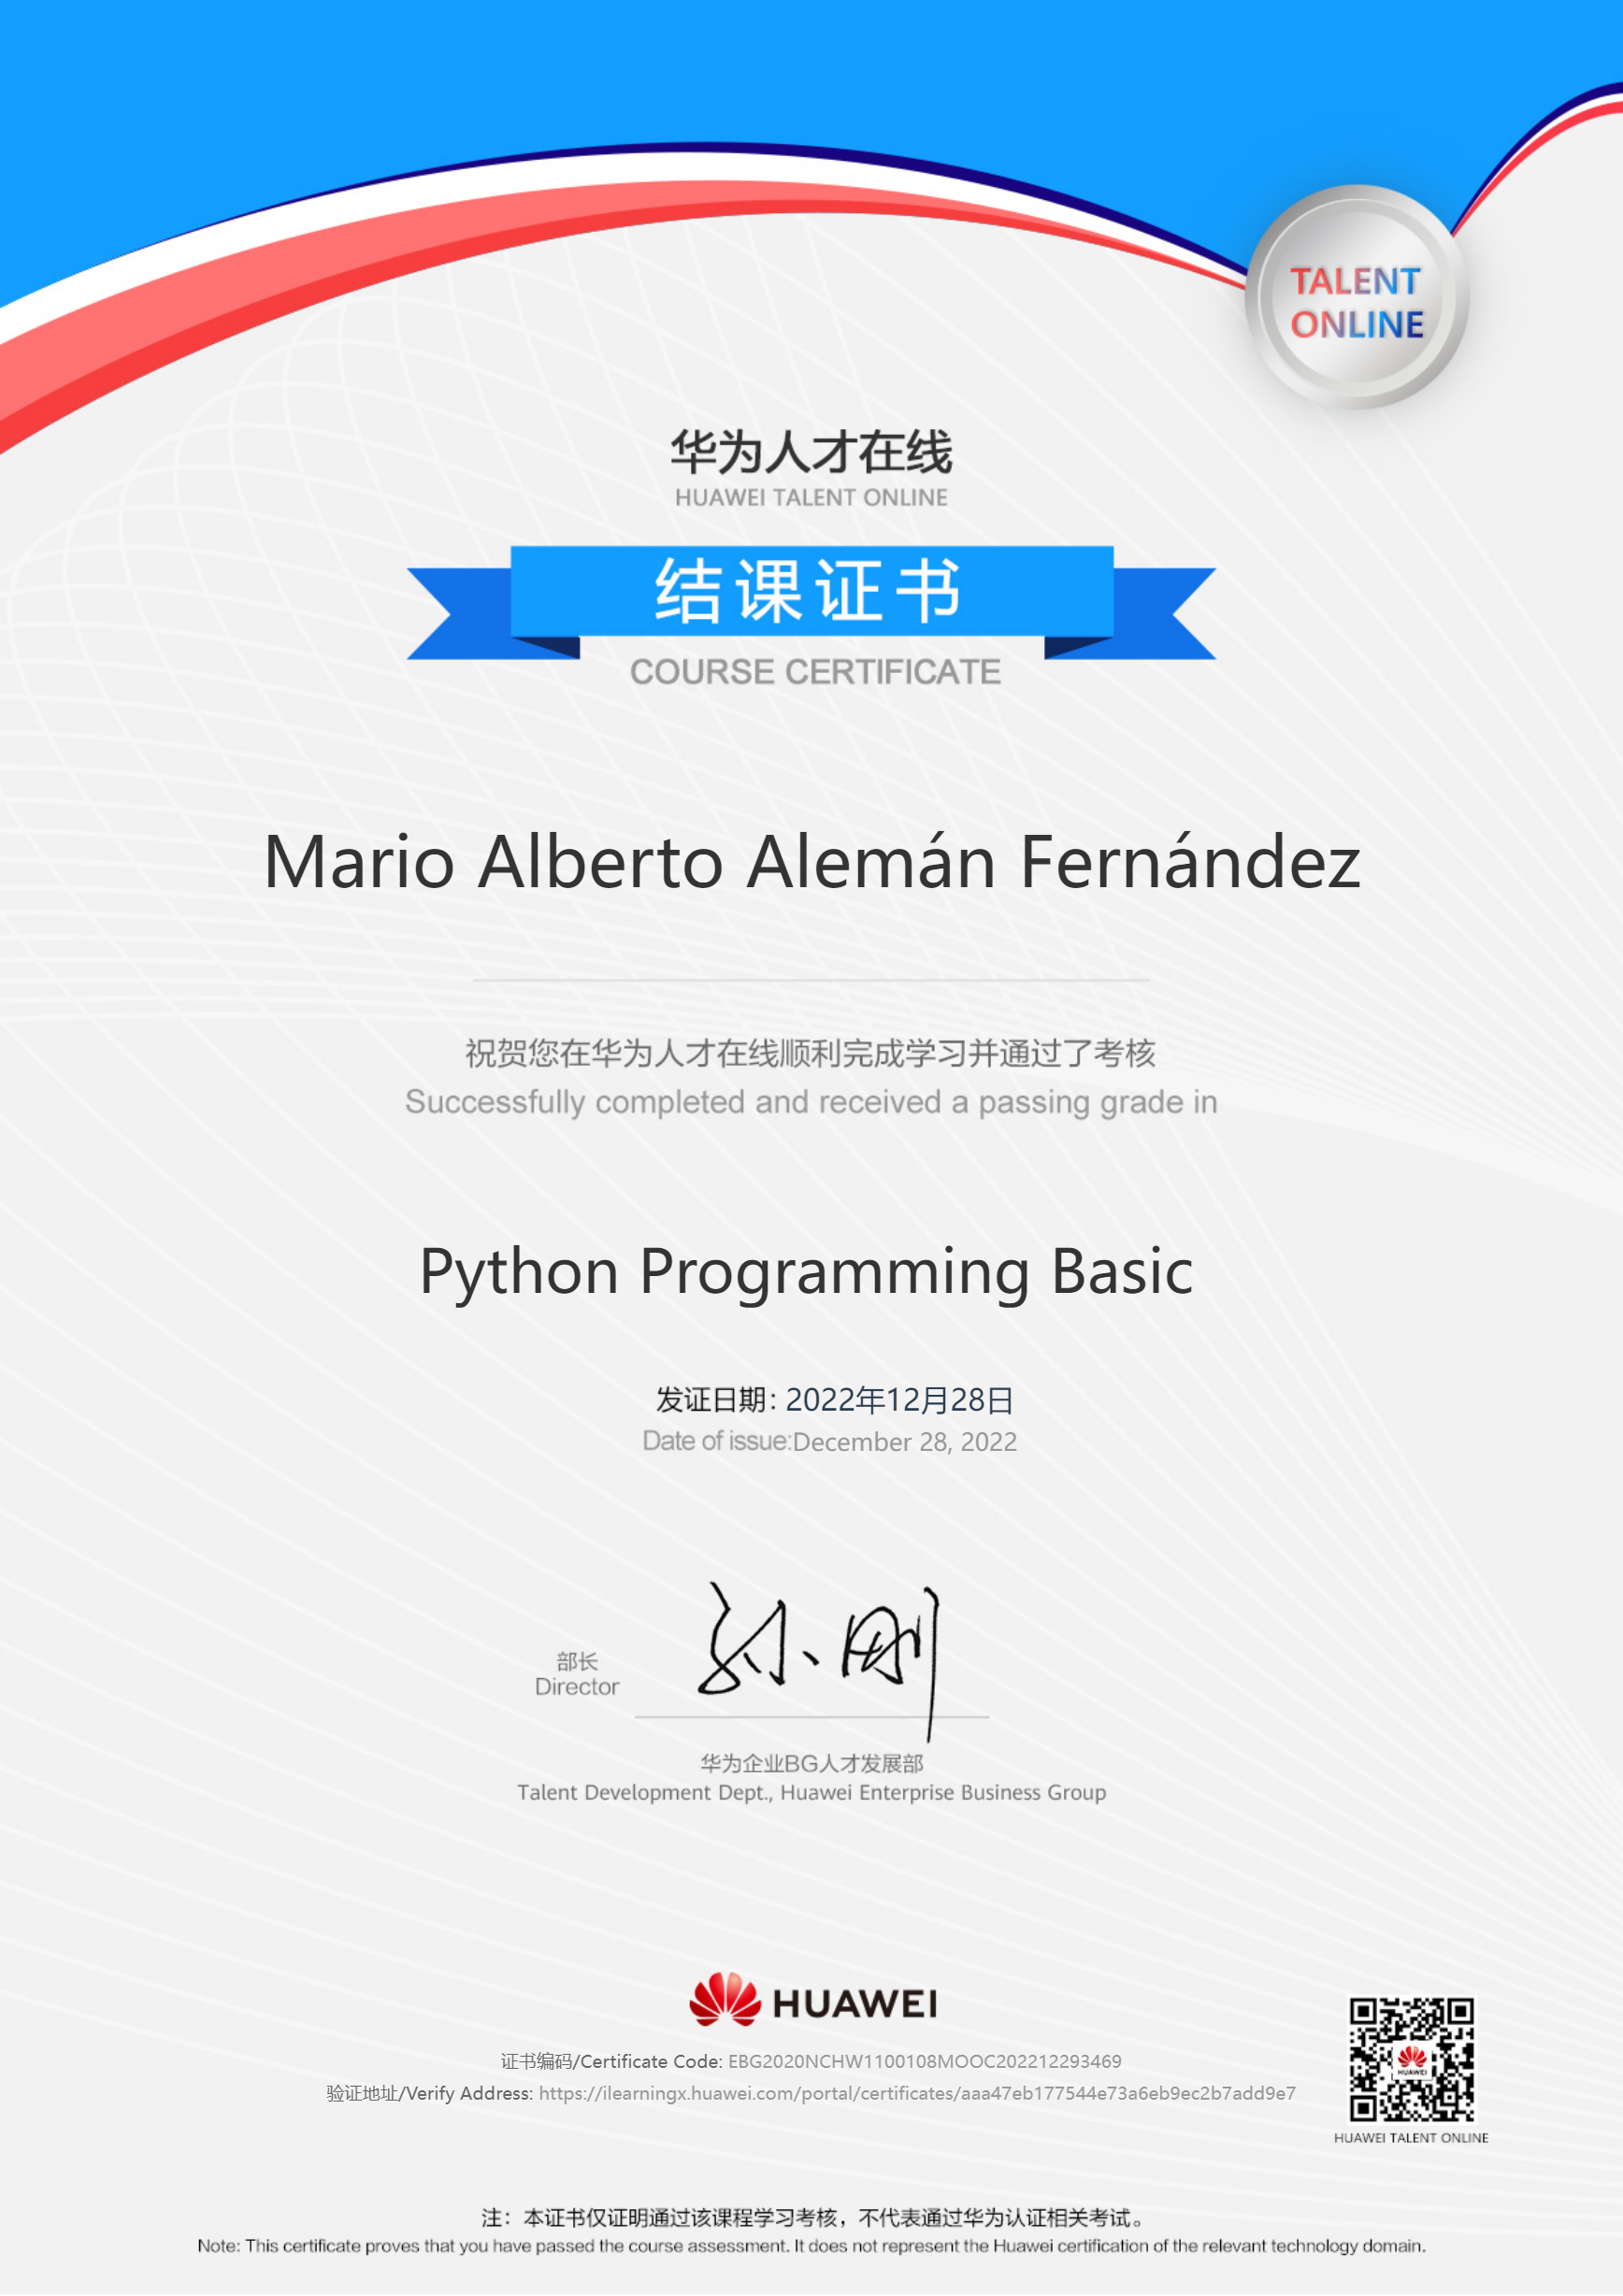 TALENT
ONLINE
华为人才在线
HUAWEI TALENT ONLINE
结课证书
COURSE CERTIFICATE
Mario Alberto Alemán Fernández
祝贺您在华为人才在线顺利完成学习并通过了考核
Successfully completed and received a passing grade in
Python Programming Basic
发证日期：2022年12月28日
Date of issue:December 28, 2022
孙刚
部长
Director
华为企业BG人才发展部
Talent Development Dept., Huawei Enterprise Business Group
HUAWEI
证书编码/Certificate Code: EBG2020NCHW1100108MOOC202212293469
验证地址/Verify Address: https://ilearningx.huawei.com/portal/certificates/aaa47eb177544e73a6eb9ec2b7add9e7
HUAWEI
HUAWEI TALENT ONLINE
注：本证书仅证明通过该课程学习考核，不代表通过华为认证相关考试。
Note: This certificate proves that you have passed the course assessment. It does not represent the Huawei certification of the relevant technology domain.